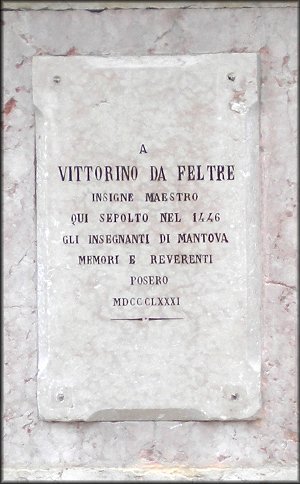 A
VITTORINO DA FELTRE
INSIGNE MAESTRO
QUI SEPOLTO NEL 1446
GLI INSEGNANTI DI MANTOVA
MEMORI E REVERENTI
POSERO
MDCCCLXXXI